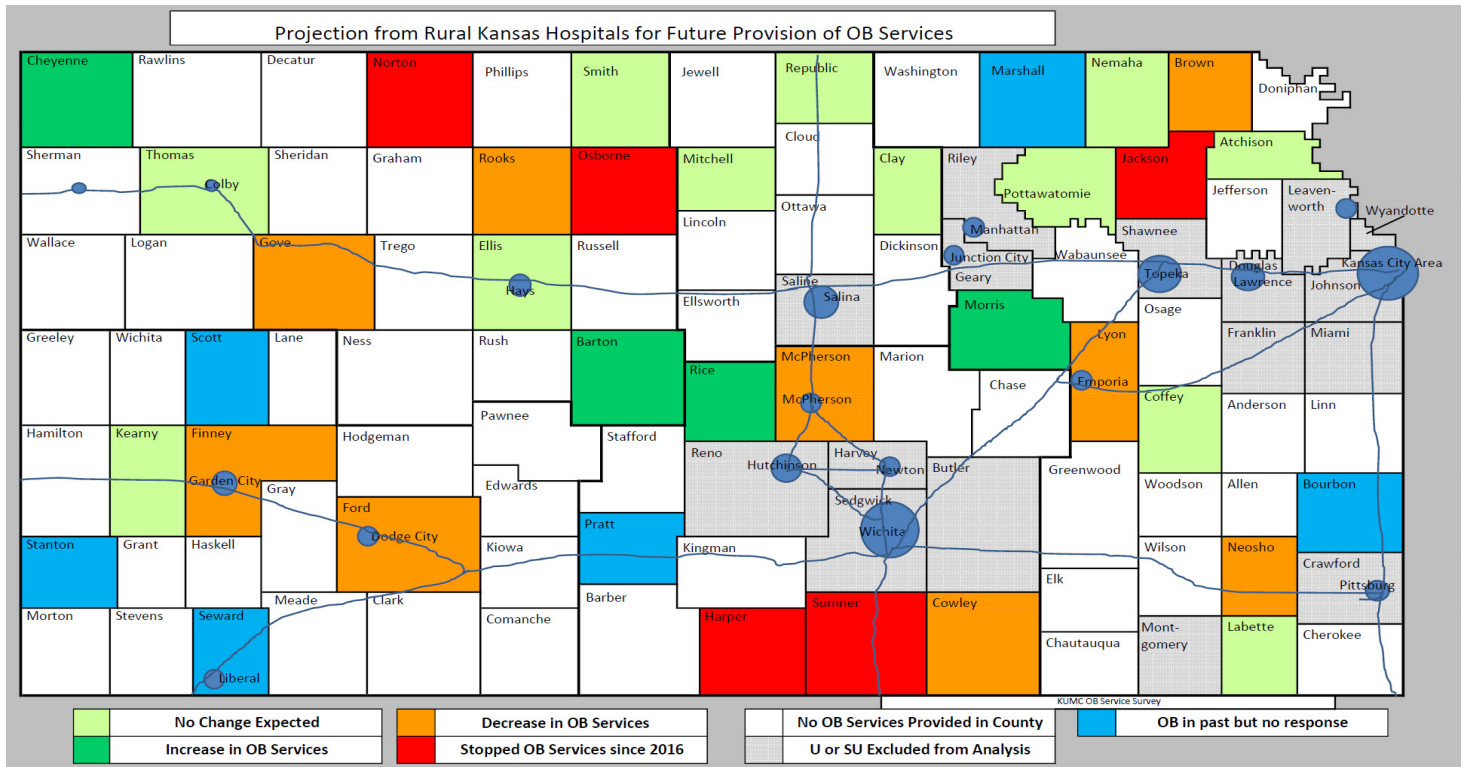 Projection from Rural Kansas Hospitals for Future Provision of OB Services
Cheyenne
Rawlins
Decatur
Norton
Phillips
Smith
Jewell
Republic
Washington
Marshall
Nemaha
Brown
Doniphan
Cloud
Sherman
Thomas
Colby
Sheridan
Graham
Rooks
Osborne
Mitchell
Clay
Riley
Pottawatomie
Jackson
Atchison
Jefferson
Leaven-
worth
Wyandotte
Lincoln
Ottawa
Wallace
Logan
Gove
Trego
Ellis
Hays
Russell
Dickinson
Manhattan
Junction City
Geary
Wabaunsee
Shawnee
Topeka
Douglas
Lawrence
Kansas City Area
Johnson
Saline
Salina
Ellsworth
Morris
Osage
Franklin
Miami
Greeley
Wichita
Scott
Lane
Ness
Rush
Barton
Rice
McPherson
McPherson
Marion
Chase
Lyon
Emporia
Coffey
Anderson
Linn
Pawnee
Hamilton
Kearny
Finney
Garden City
Hodgeman
Stafford
Reno
Hutchinson
Harvey
Newton
Butler
Greenwood
Woodson
Allen
Bourbon
Gray
Edwards
Ford
Dodge City
Sedgwick
Wichita
Pratt
Stanton
Grant
Haskell
Kiowa
Kingman
Wilson
Neosho
Crawford
Pittsburg
Elk
Morton
Stevens
Seward
Liberal
Meade
Clark
Comanche
Barber
Harper
Sumner
Cowley
Chautauqua
Mont-
gomery
Labette
Cherokee
KUMC OB Service Survey
No Change Expected
Decrease in OB Services
No OB Services Provided in County
OB in past but no response
Increase in OB Services
Stopped OB Services since 2016
U or SU Excluded from Analysis